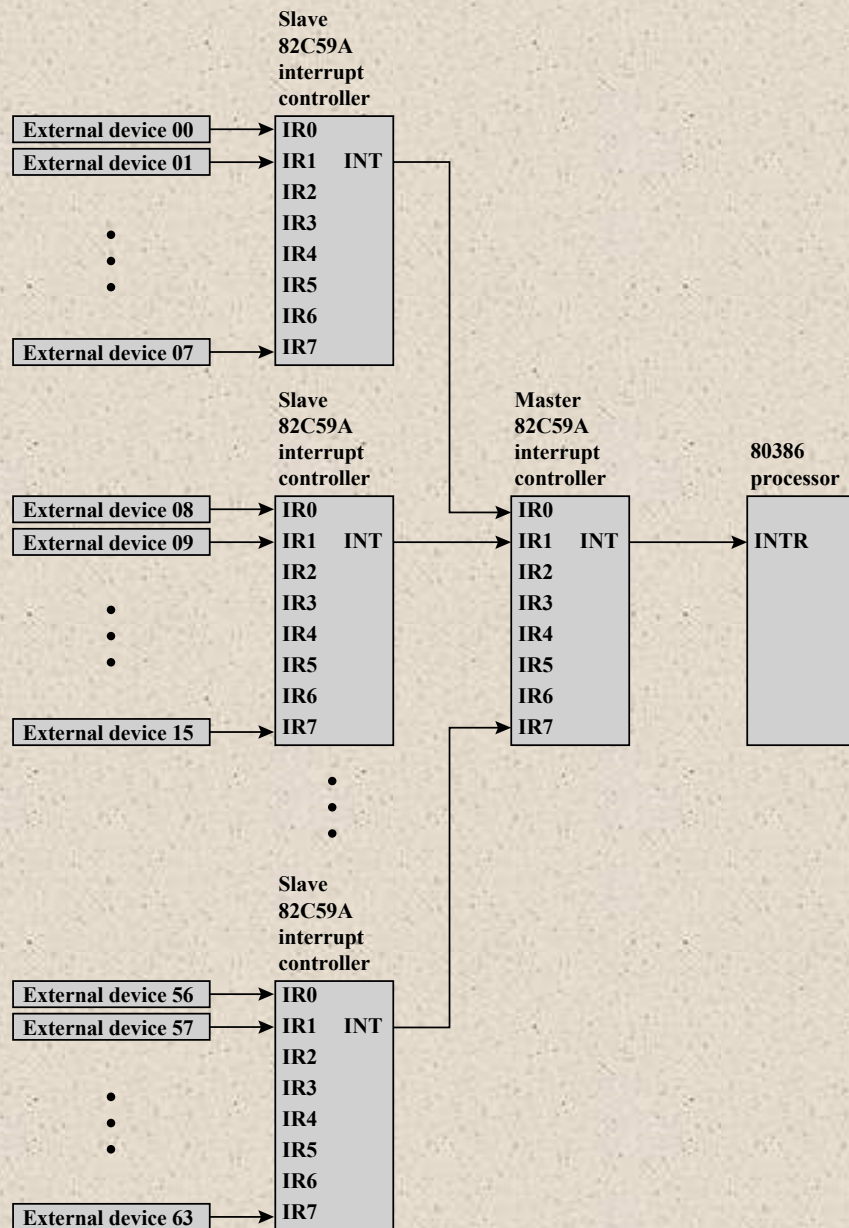 Slave
82C59A
interrupt
controller
External device 00
IR0
External device 01
IR1 INT
IR2
IR3
IR4
IR5
IR6
External device 07
IR7
Slave
82C59A
interrupt
controller
Master
82C59A
interrupt
controller
80386
processor
External device 08
IR0
External device 09
IR1 INT
IR2
IR3
IR4
IR5
IR6
External device 15
IR7
IR0
IR1 INT
IR2
IR3
IR4
IR5
IR6
IR7
INTR
Slave
82C59A
interrupt
controller
External device 56
IR0
External device 57
IR1 INT
IR2
IR3
IR4
IR5
IR6
External device 63
IR7